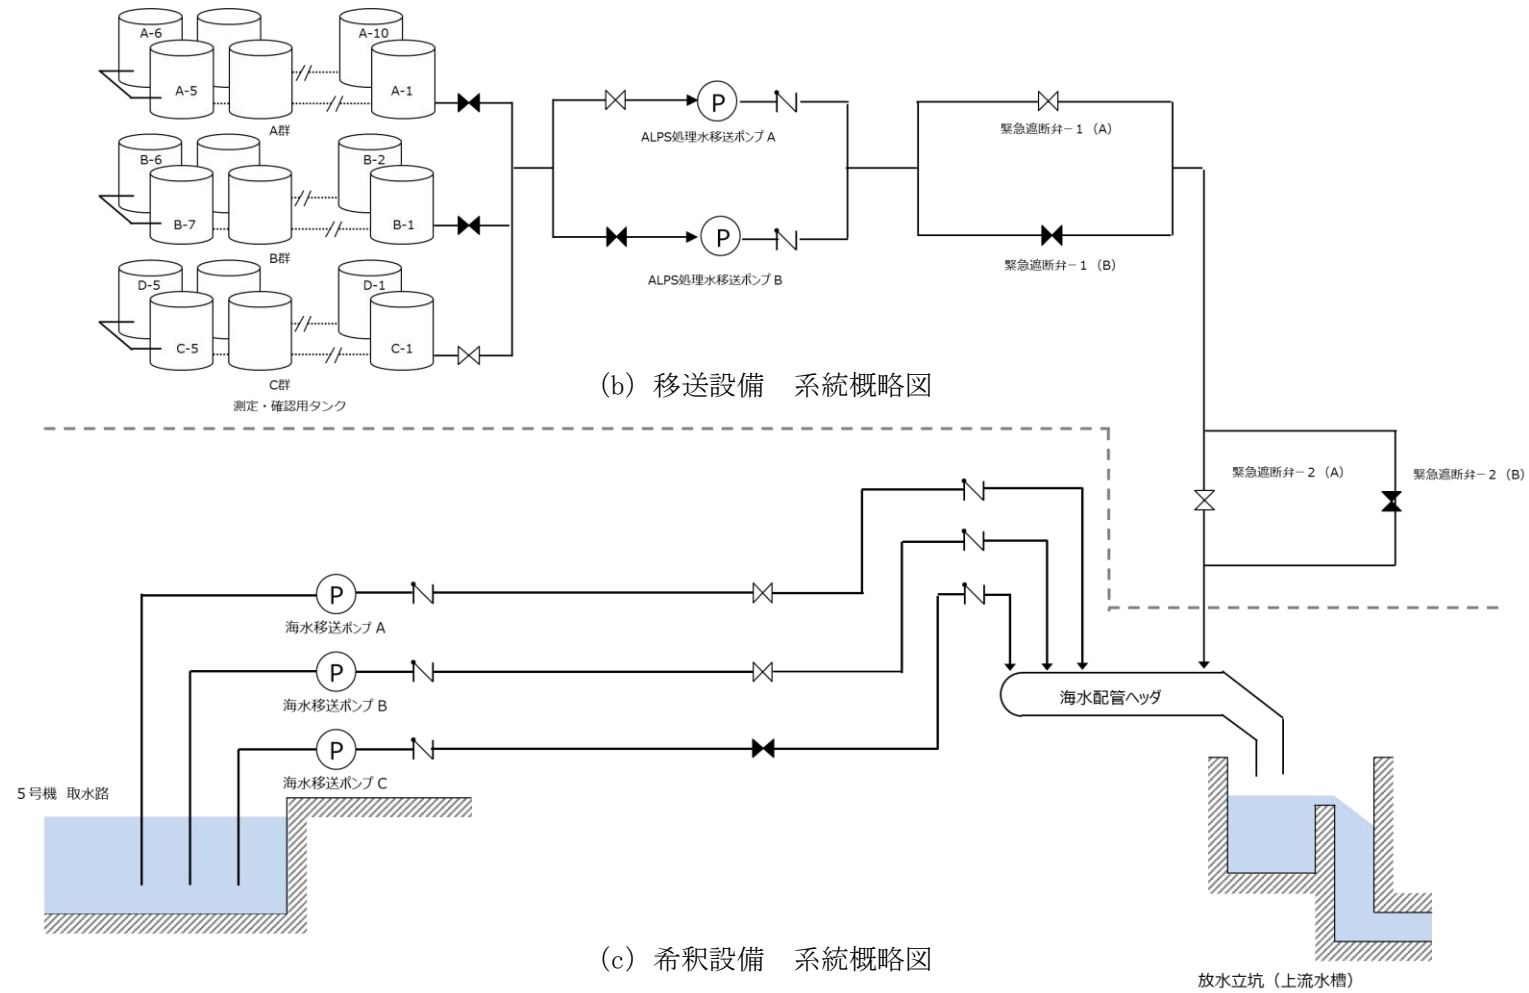 A-6
A-10
A-5
A-1
A群
B-6
B-2
B-7
B-1
B群
D-5
D-1
C-5
C-1
C群
測定・確認用タンク
P
ALPS処理水移送ポンプ A
P
ALPS処理水移送ポンプ B
緊急遮断弁－１（A）
緊急遮断弁－１（B）
(b) 移送設備　系統概略図
緊急遮断弁－２（A）
緊急遮断弁－２（B）
P
海水移送ポンプ A
P
海水移送ポンプ B
P
海水移送ポンプ C
海水配管ヘッダ
５号機 取水路
(c) 希釈設備　系統概略図
放水立坑（上流水槽）